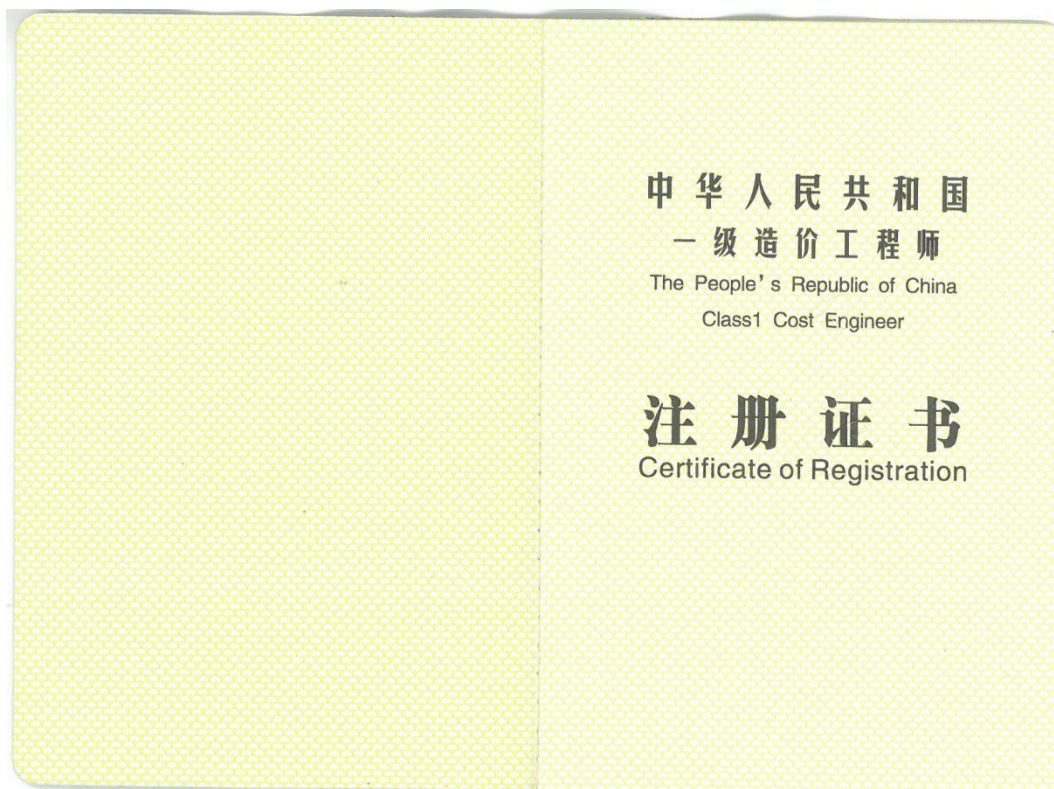 中华人民共和国
一级造价工程师
The People's Republic of China
Class1 Cost Engineer
注册证书
Certificate of Registration